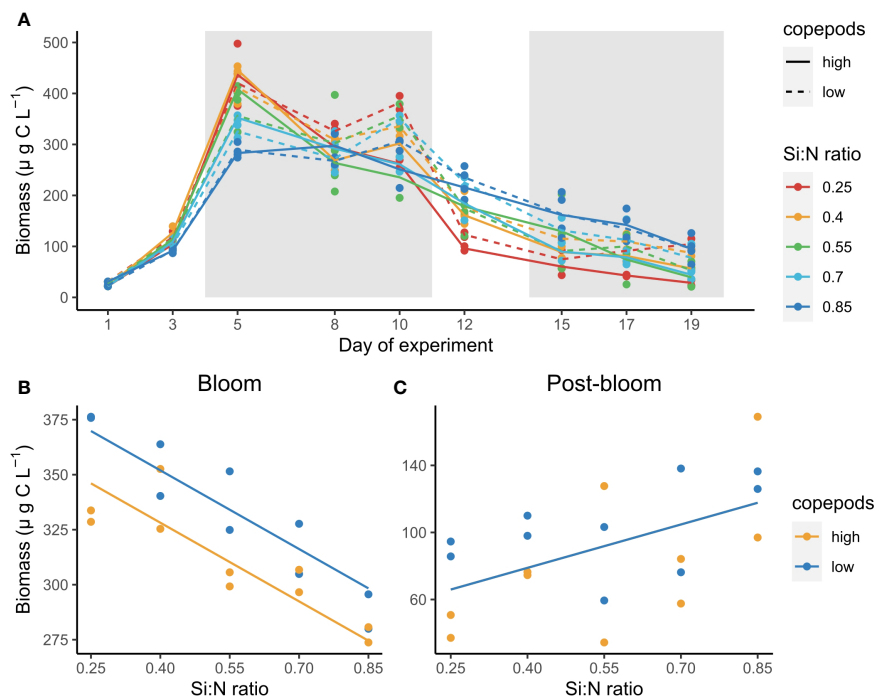 A
Biomass (µ g C L⁻¹)
500
400
300
200
100
0
1 3 5 8 10 12 15 17 19
Day of experiment
copepods
high
low
Si:N ratio
0.25
0.4
0.55
0.7
0.85
B
Bloom
Biomass (µ g C L⁻¹)
375
350
325
300
275
0.25 0.40 0.55 0.70 0.85
Si:N ratio
C
Post-bloom
140
100
60
0.25 0.40 0.55 0.70 0.85
Si:N ratio
copepods
high
low